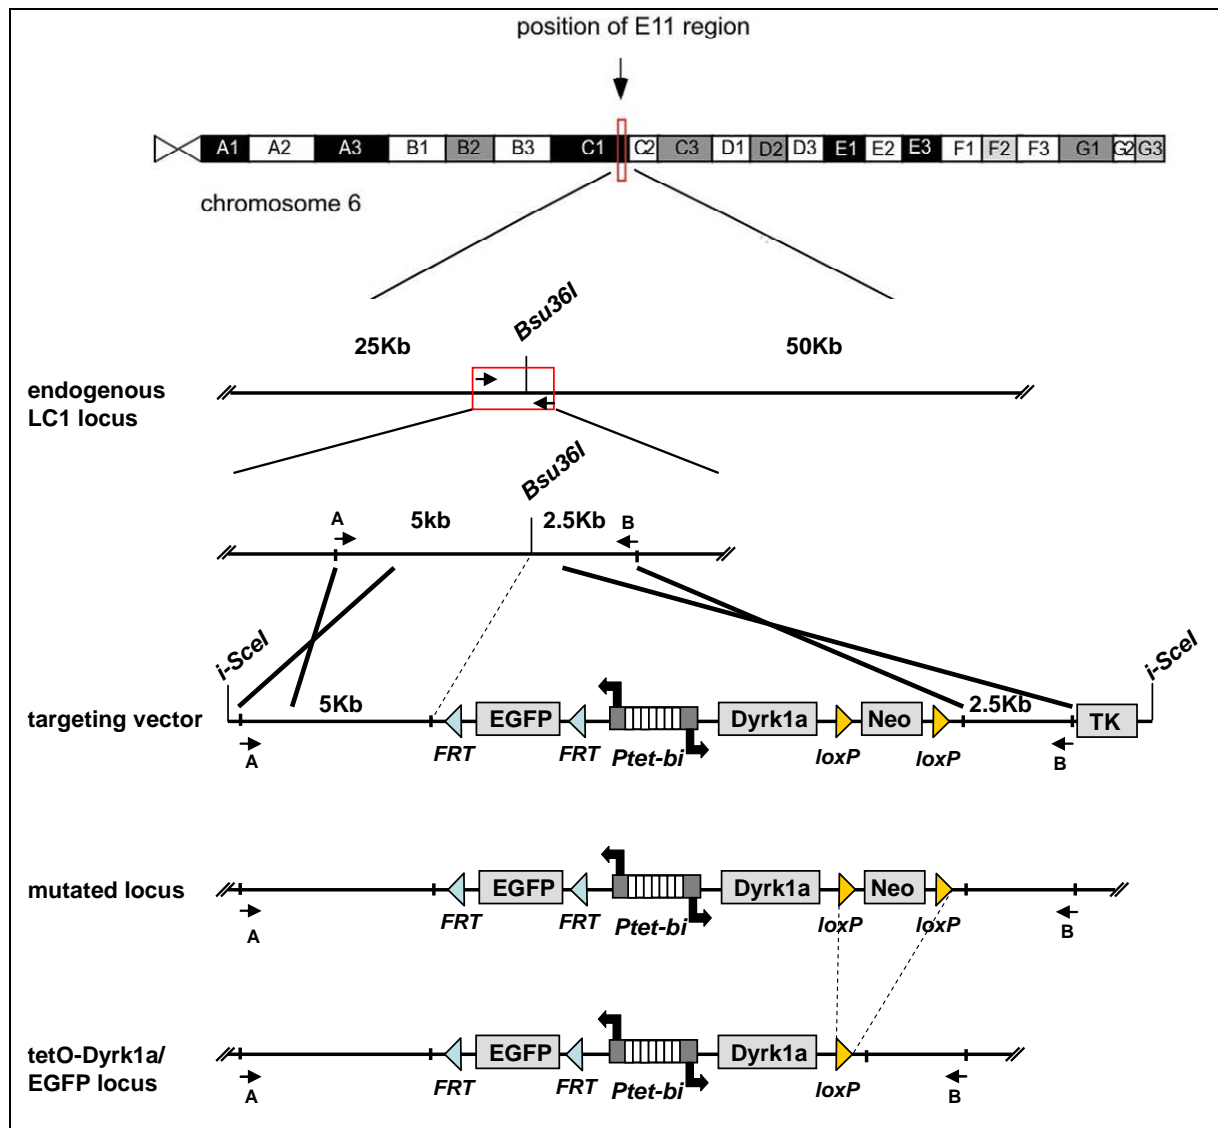 position of E11 region
A1 A2 A3 B1 B2 B3 C1 C2 C3 D1 D2 D3 E1 E2 E3 F1 F2 F3 G1 G2 G3
chromosome 6
Bsu36I
25Kb 50Kb
endogenous
LC1 locus
Bsu36I
A 5kb 2.5Kb B
i-SceI i-SceI
5Kb 2.5Kb
targeting vector EGFP Dyrk1a Neo TK
FRT FRT Ptet-bi loxP loxP
A B
mutated locus EGFP Dyrk1a Neo
FRT FRT Ptet-bi loxP loxP
A B
tetO-Dyrk1a/ EGFP Dyrk1a
EGFP locus
FRT FRT Ptet-bi loxP
A B